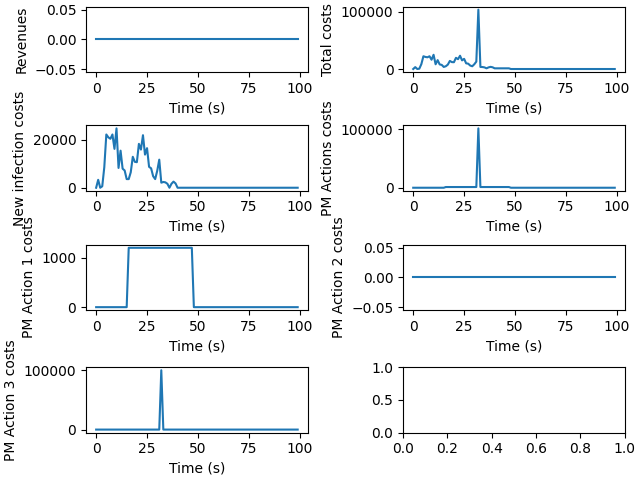 Revenues
0.05
0.00
−0.05
0 25 50 75 100
Time (s)
Total costs
100000
0
0 25 50 75 100
Time (s)
New infection costs
20000
0
0 25 50 75 100
Time (s)
PM Actions costs
100000
0
0 25 50 75 100
Time (s)
PM Action 1 costs
1000
0
0 25 50 75 100
Time (s)
PM Action 2 costs
0.05
0.00
−0.05
0 25 50 75 100
Time (s)
PM Action 3 costs
100000
0
0 25 50 75 100
Time (s)
1.0
0.5
0.0
0.0 0.2 0.4 0.6 0.8 1.0